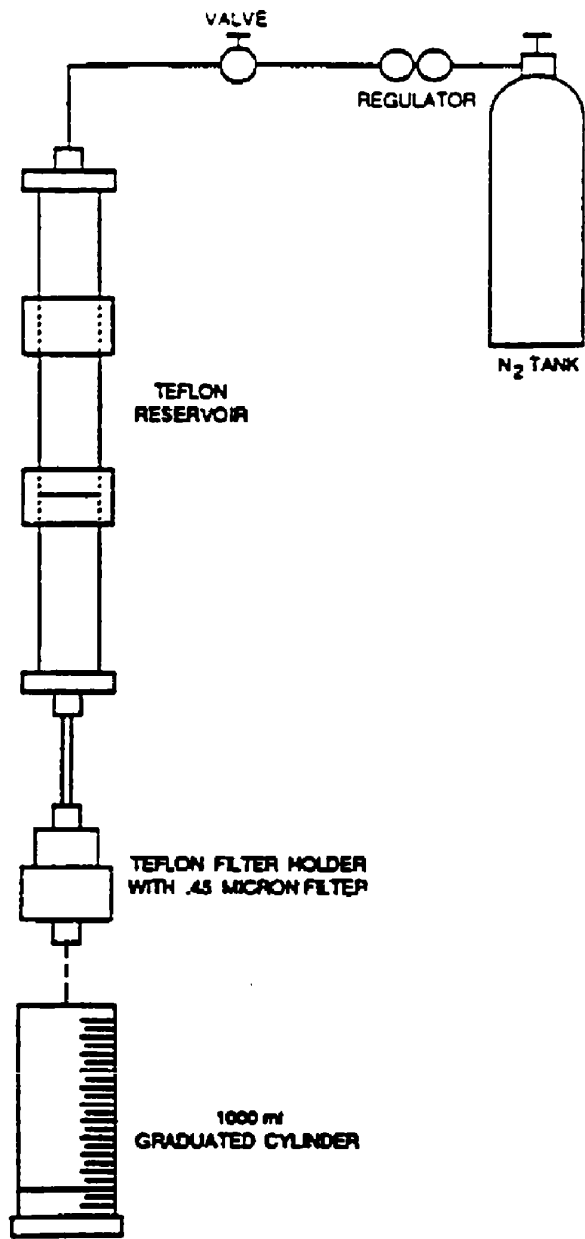 VALVE
REGULATOR
N2 TANK
TEFLON
RESERVOIR
TEFLON FILTER HOLDER
WITH .45 MICRON FILTER
1000 ml
GRADUATED CYLINDER